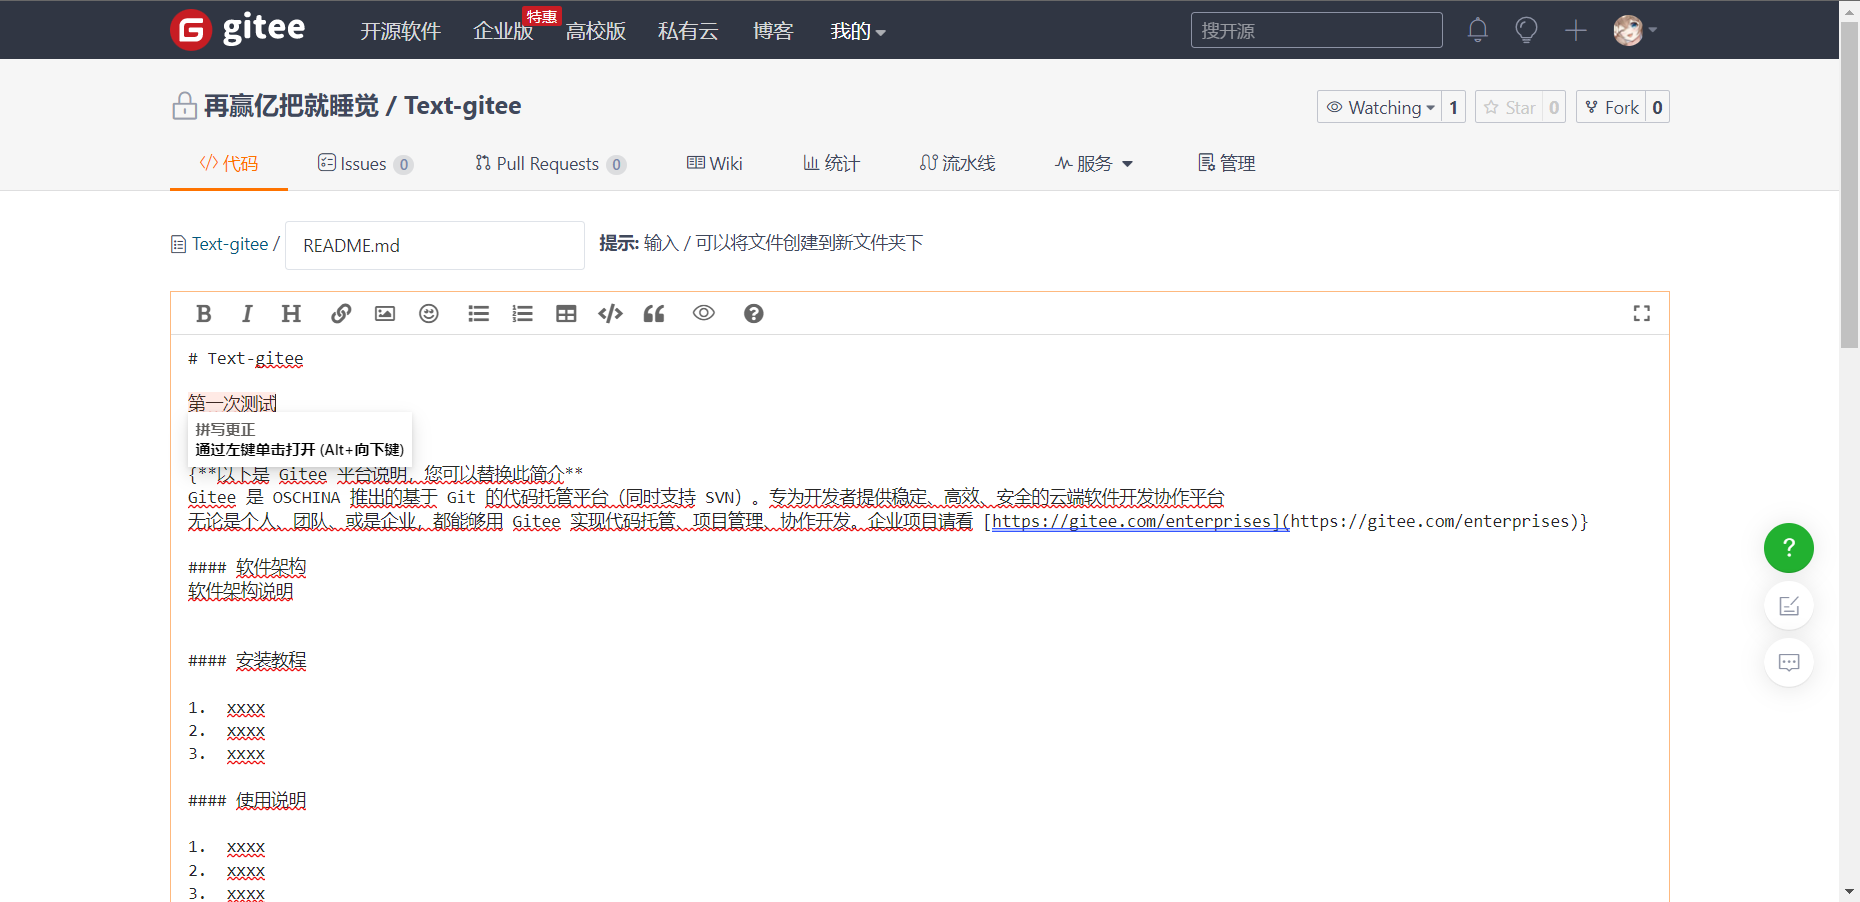 gitee
开源软件 企业版 特惠 高校版 私有云 博客 我的 搜开源
再赢亿把就睡觉 / Text-gitee Watching 1 Star 0 Fork 0
代码 Issues 0 Pull Requests 0 Wiki 统计 流水线 服务 管理
Text-gitee / README.md 提示: 输入 / 可以将文件创建到新文件夹下
# Text-gitee
第一次测试
拼写更正
通过左键单击打开 (Alt+向下键)
{**以下是 Gitee 平台说明，您可以替换此简介**
Gitee 是 OSCHINA 推出的基于 Git 的代码托管平台（同时支持 SVN）。专为开发者提供稳定、高效、安全的云端软件开发协作平台
无论是个人、团队、或是企业，都能够用 Gitee 实现代码托管、项目管理、协作开发。企业项目请看 [https://gitee.com/enterprises](https://gitee.com/enterprises)}
#### 软件架构
软件架构说明
#### 安装教程
1. xxxx
2. xxxx
3. xxxx
#### 使用说明
1. xxxx
2. xxxx
3. xxxx